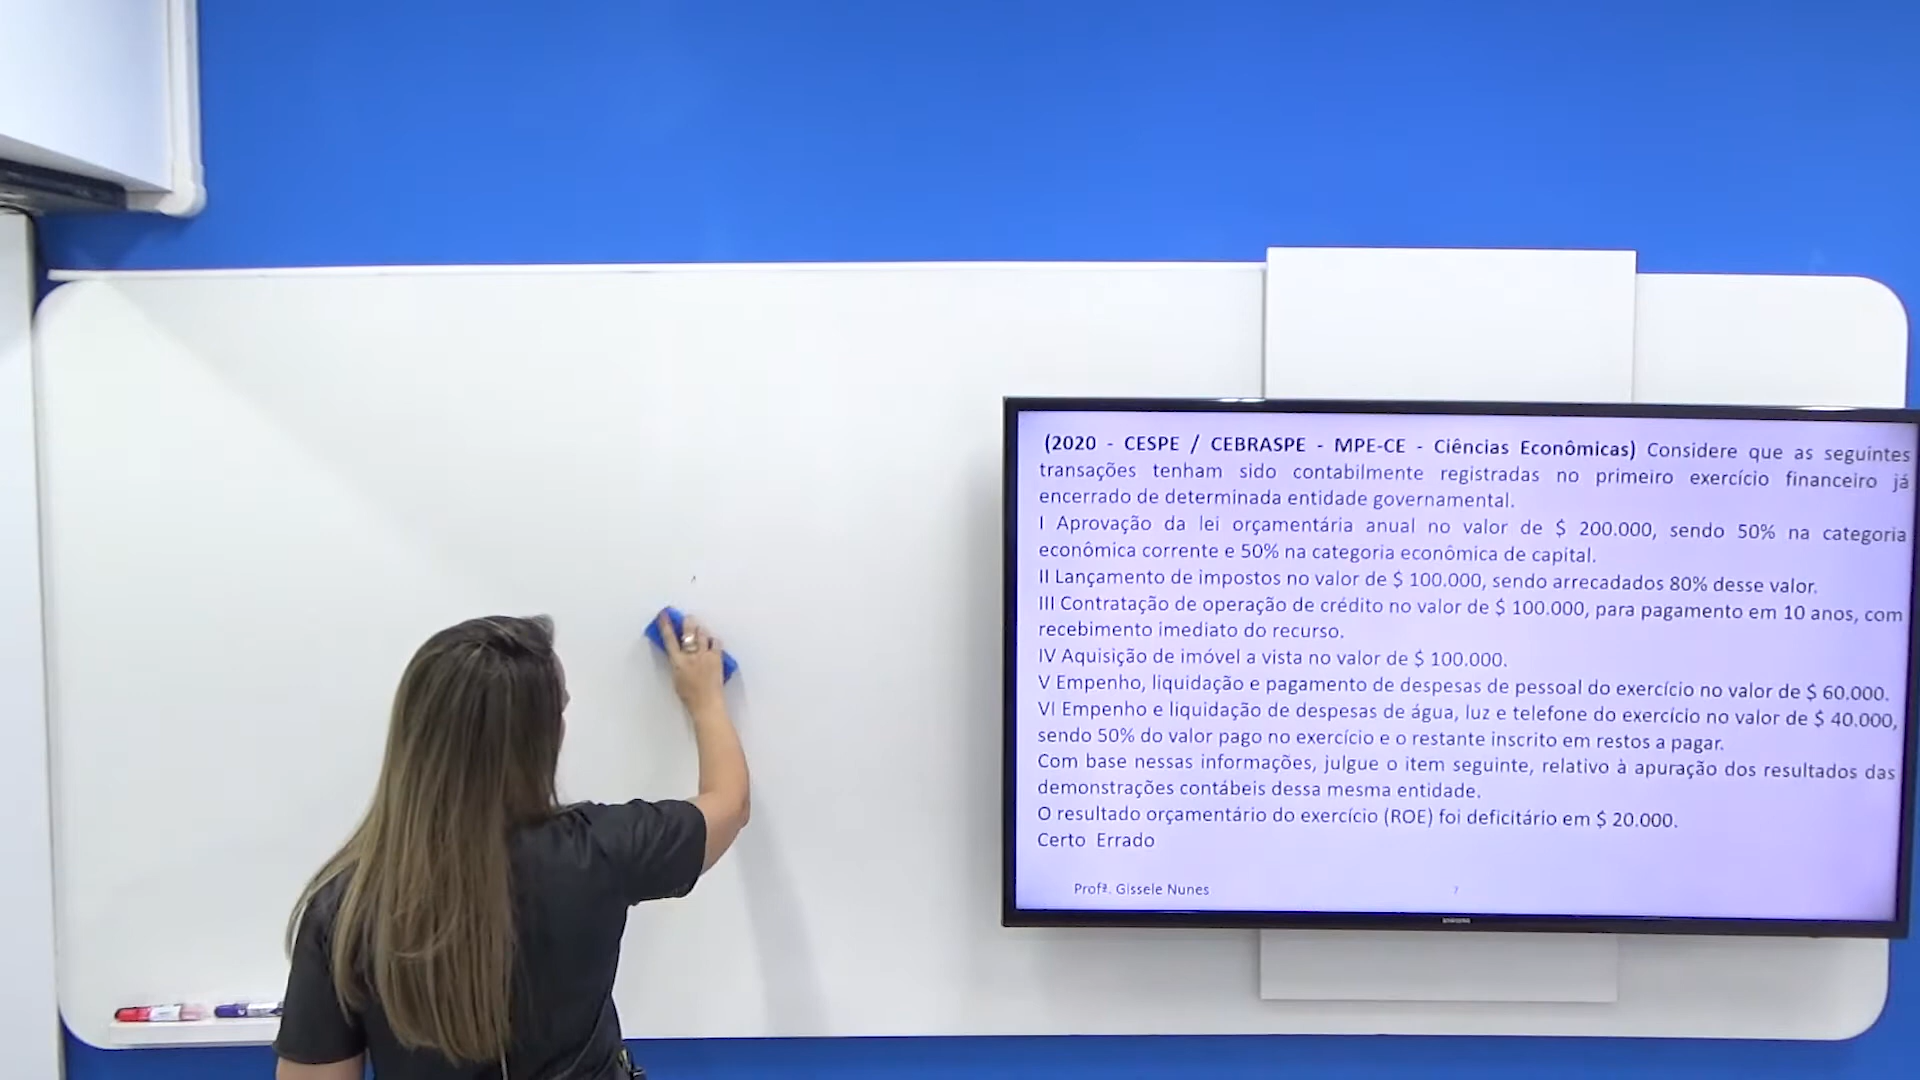 (2020 - CESPE / CEBRASPE - MPE-CE - Ciências Econômicas) Considere que as seguintes
transações tenham sido contabilmente registradas no primeiro exercício financeiro já
encerrado de determinada entidade governamental.
I Aprovação da lei orçamentária anual no valor de $ 200.000, sendo 50% na categoria
econômica corrente e 50% na categoria econômica de capital.
II Lançamento de impostos no valor de $ 100.000, sendo arrecadados 80% desse valor.
III Contratação de operação de crédito no valor de $ 100.000, para pagamento em 10 anos, com
recebimento imediato do recurso.
IV Aquisição de imóvel a vista no valor de $ 100.000.
V Empenho, liquidação e pagamento de despesas de pessoal do exercício no valor de $ 60.000.
VI Empenho e liquidação de despesas de água, luz e telefone do exercício no valor de $ 40.000,
sendo 50% do valor pago no exercício e o restante inscrito em restos a pagar.
Com base nessas informações, julgue o item seguinte, relativo à apuração dos resultados das
demonstrações contábeis dessa mesma entidade.
O resultado orçamentário do exercício (ROE) foi deficitário em $ 20.000.
Certo Errado
Profª. Gissele Nunes 7